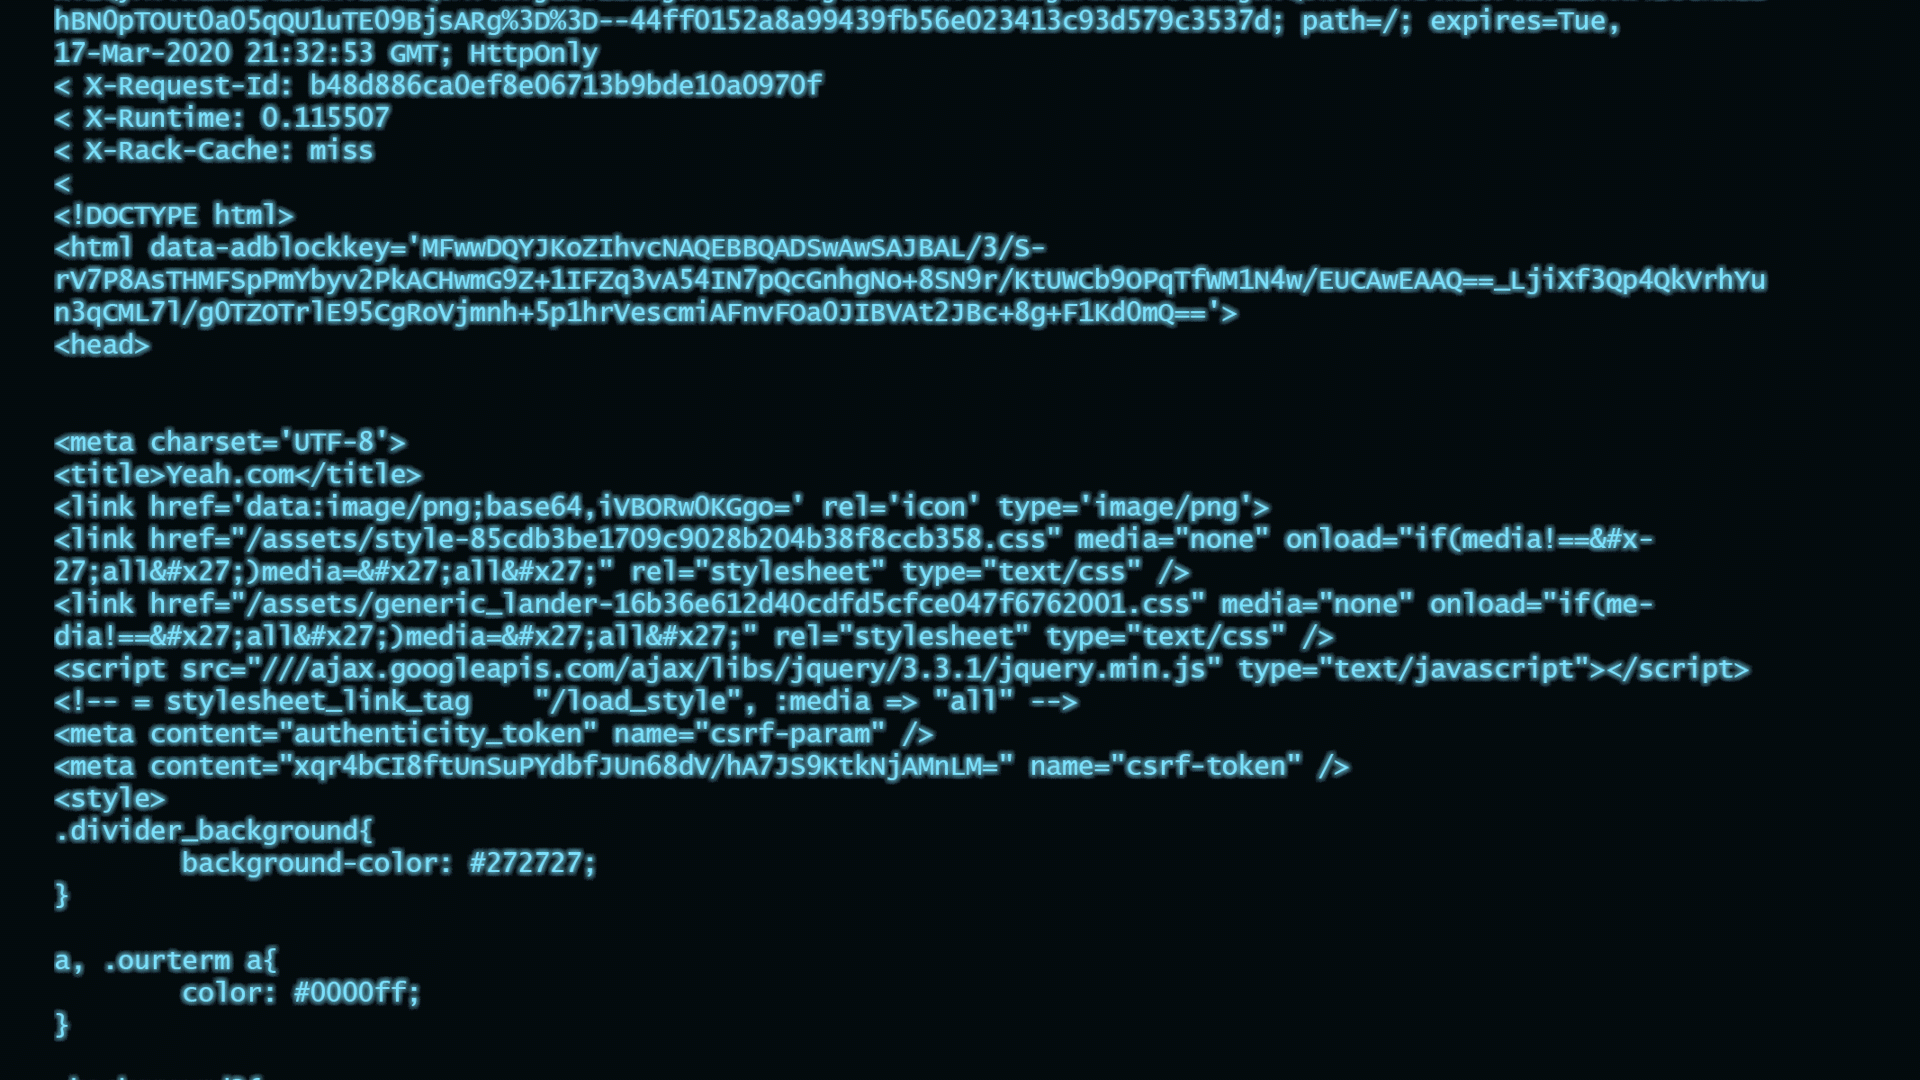 hBN0pTOUt0a05qQU1uTE09BjsARg%3D%3D--44ff0152a8a99439fb56e023413c93d579c3537d; path=/; expires=Tue,
17-Mar-2020 21:32:53 GMT; HttpOnly
< X-Request-Id: b48d886ca0ef8e06713b9bde10a0970f
< X-Runtime: 0.115507
< X-Rack-Cache: miss
<
<!DOCTYPE html>
<html data-adblockkey='MFwwDQYJKoZIhvcNAQEBBQADSwAwSAJBAL/3/S-
rV7P8AsTHMFSpPmYbyv2PkACHwmG9Z+1IFZq3vA54IN7pQcGnhgNo+8SN9r/KtUWCb9OPqTfWM1N4w/EUCAwEAAQ==_LjiXf3Qp4QkVrhYu
n3qCML7l/g0TZOTrlE95CgRoVjmnh+5p1hrVescmiAFnvFOa0JIBVAt2JBc+8g+F1Kd0mQ=='>
<head>
<meta charset='UTF-8'>
<title>Yeah.com</title>
<link href='data:image/png;base64,iVBORw0KGgo=' rel='icon' type='image/png'>
<link href="/assets/style-85cdb3be1709c9028b204b38f8ccb358.css" media="none" onload="if(media!==&#x-
27;all&#x27;)media=&#x27;all&#x27;" rel="stylesheet" type="text/css" />
<link href="/assets/generic_lander-16b36e612d40cdfd5cfce047f6762001.css" media="none" onload="if(me-
dia!==&#x27;all&#x27;)media=&#x27;all&#x27;" rel="stylesheet" type="text/css" />
<script src="///ajax.googleapis.com/ajax/libs/jquery/3.3.1/jquery.min.js" type="text/javascript"></script>
<!-- = stylesheet_link_tag    "/load_style", :media => "all" -->
<meta content="authenticity_token" name="csrf-param" />
<meta content="xqr4bCI8ftUnSuPYdbfJUn68dV/hA7JS9KtkNjAMnLM=" name="csrf-token" />
<style>
.divider_background{
        background-color: #272727;
}
a, .ourterm a{
        color: #0000ff;
}